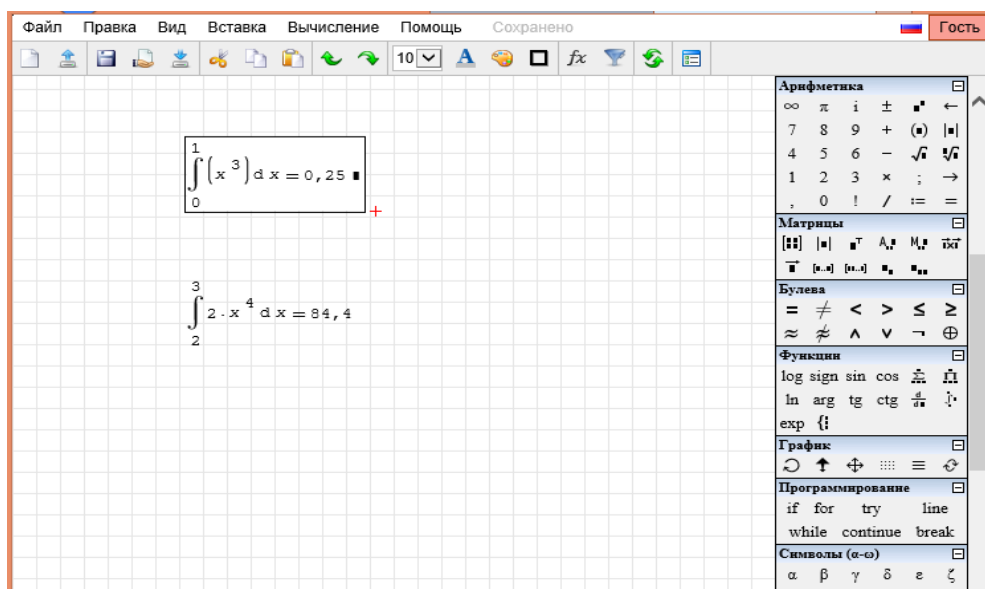 Файл Правка Вид Вставка Вычисление Помощь Сохранено Гость
10 A fx
1
∫ (x 3) d x = 0,25
0
3
∫ 2 · x 4 d x = 84,4
2
Арифметика
∞ π i ± ←
7 8 9 + (▪) |▪|
4 5 6 − √▪ ▪√▪
1 2 3 × ; →
, 0 ! / := =
Матрицы
[▪▪] |▪| ▪T A M
Булева
= ≠ < > ≤ ≥
≈ ≉ ∧ ∨ ¬ ⊕
Функции
log sign sin cos Σ Π
ln arg tg ctg d/d▪ ∫
exp {
График
Программирование
if for try line
while continue break
Символы (α-ω)
α β γ δ ε ζ